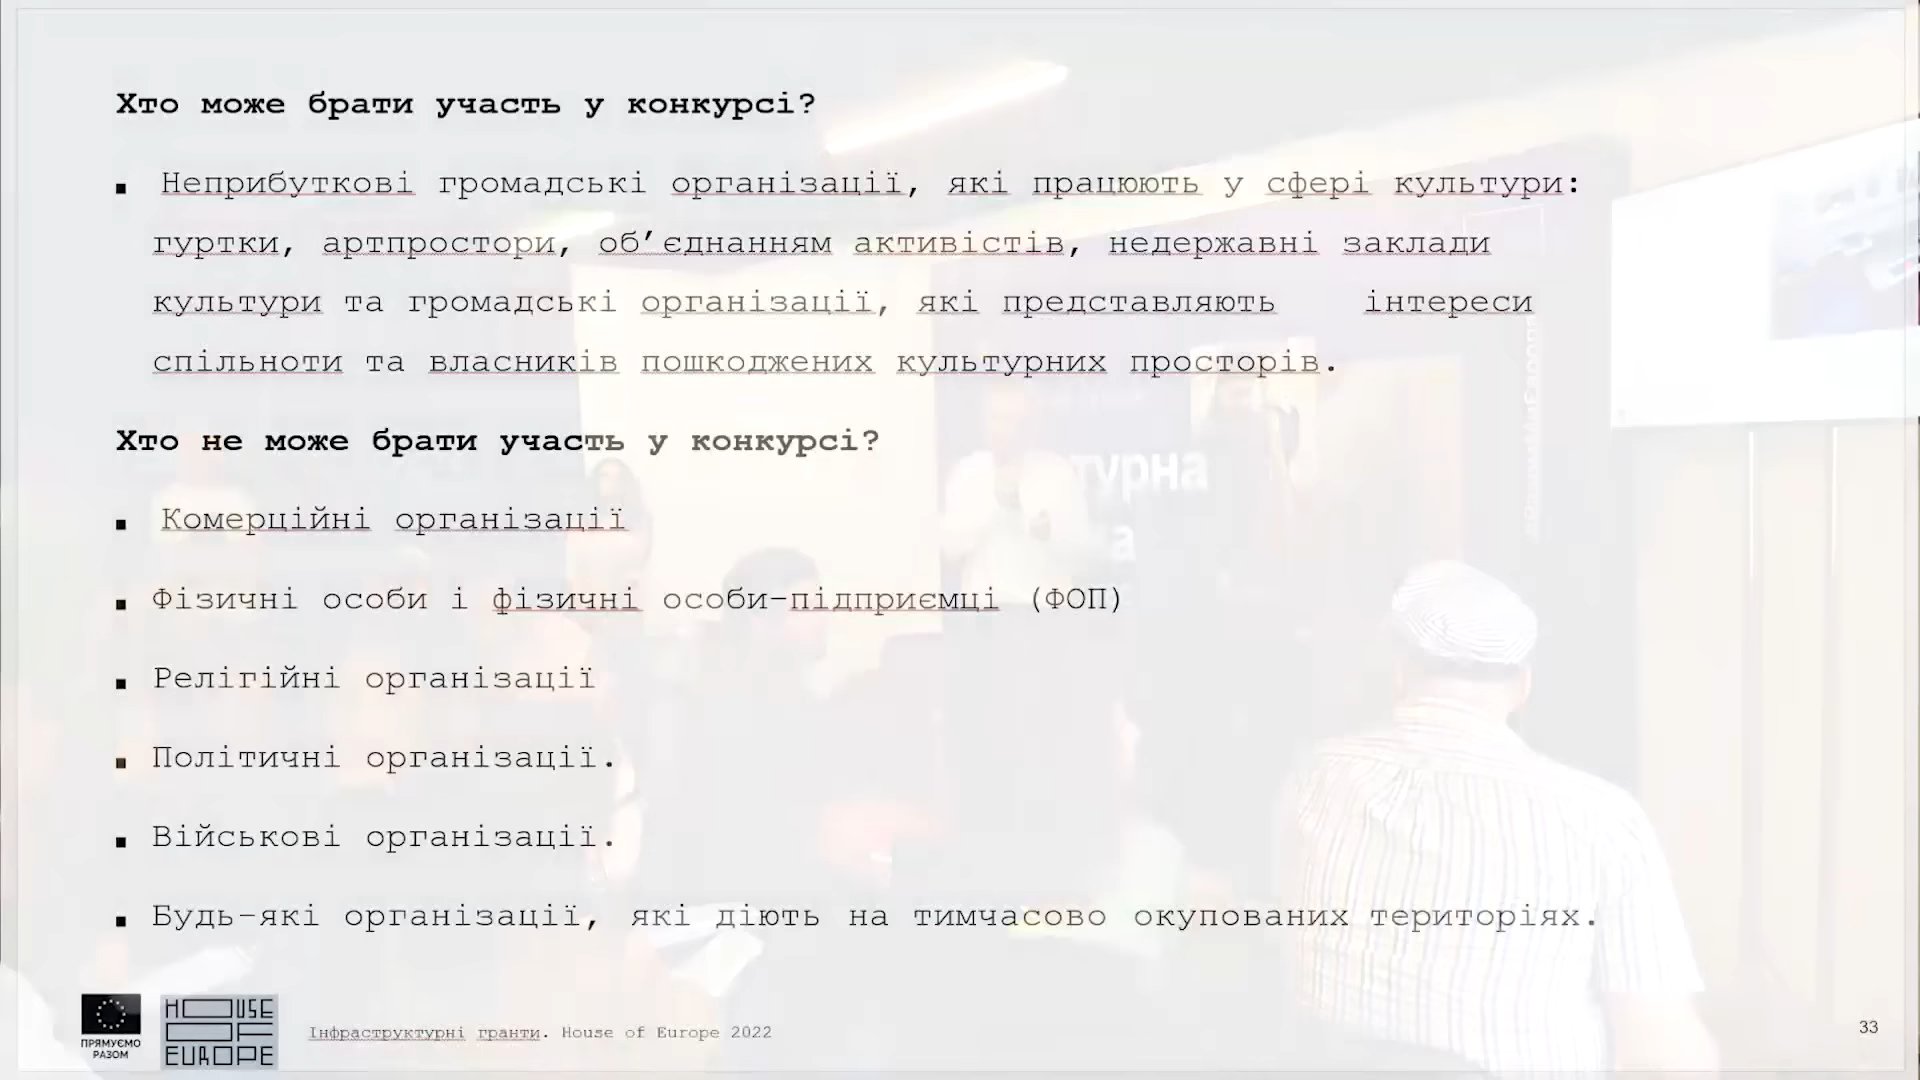 Хто може брати участь у конкурсі?
Неприбуткові громадські організації, які працюють у сфері культури:
гуртки, артпростори, об’єднанням активістів, недержавні заклади
культури та громадські організації, які представляють інтереси
спільноти та власників пошкоджених культурних просторів.
Хто не може брати участь у конкурсі?
турна
а
Комерційні організації
Фізичні особи і фізичні особи-підприємці (ФОП)
Релігійні організації
Політичні організації.
Військові організації.
Будь-які організації, які діють на тимчасово окупованих територіях.
ПРЯМУЄМО
РАЗОМ
HOUSE
OF
EUROPE
Інфраструктурні гранти. House of Europe 2022
33